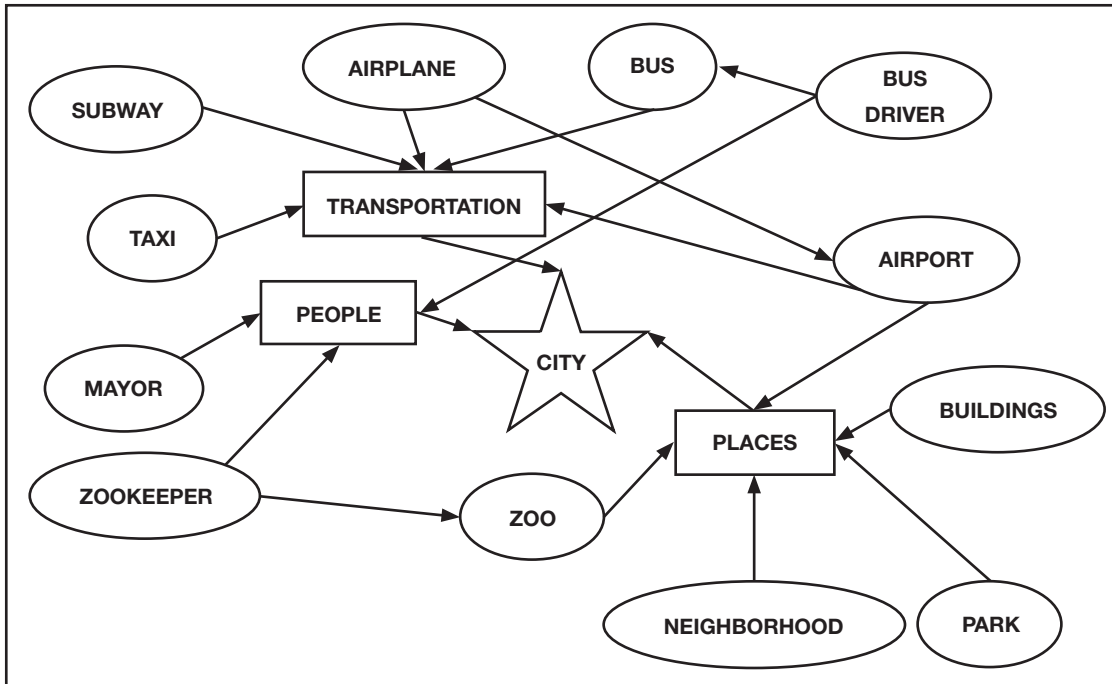 AIRPLANE
BUS
BUS
DRIVER
SUBWAY
TRANSPORTATION
TAXI
AIRPORT
PEOPLE
CITY
MAYOR
BUILDINGS
PLACES
ZOOKEEPER
ZOO
NEIGHBORHOOD
PARK